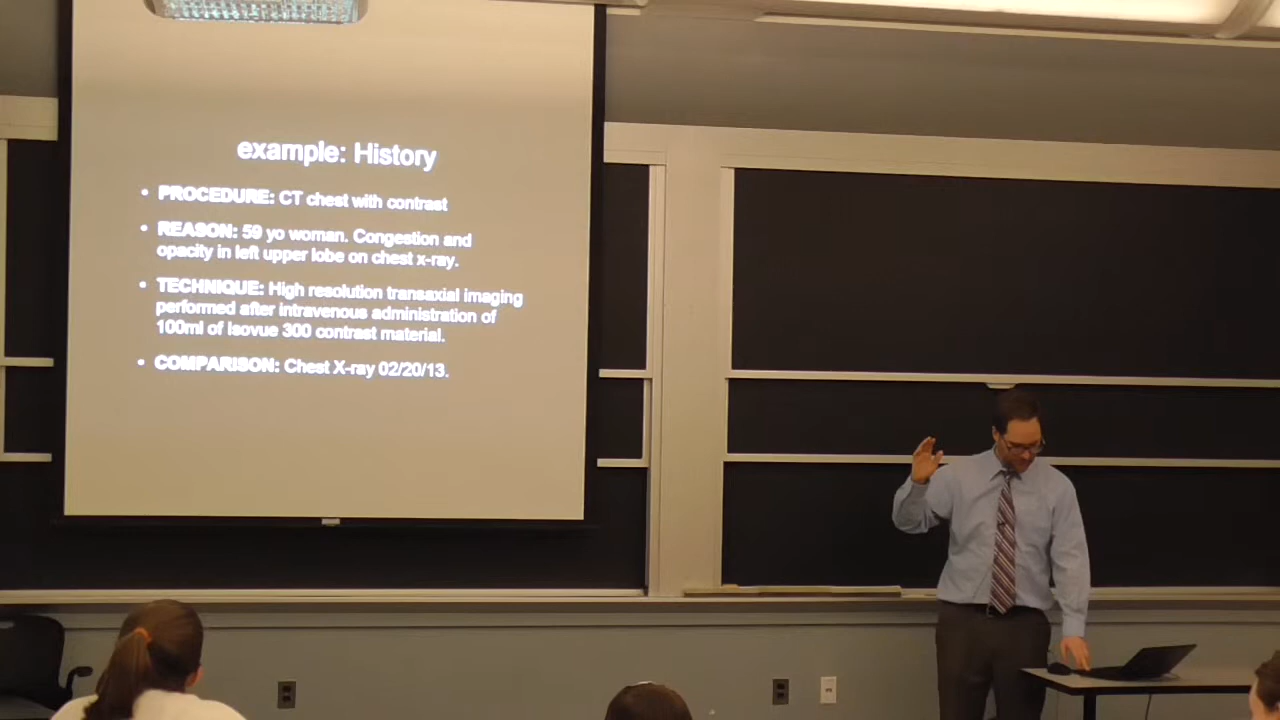 example: History
• PROCEDURE: CT chest with contrast
• REASON: 59 yo woman. Congestion and
opacity in left upper lobe on chest x-ray.
• TECHNIQUE: High resolution transaxial imaging
performed after intravenous administration of
100ml of Isovue 300 contrast material.
• COMPARISON: Chest X-ray 02/20/13.